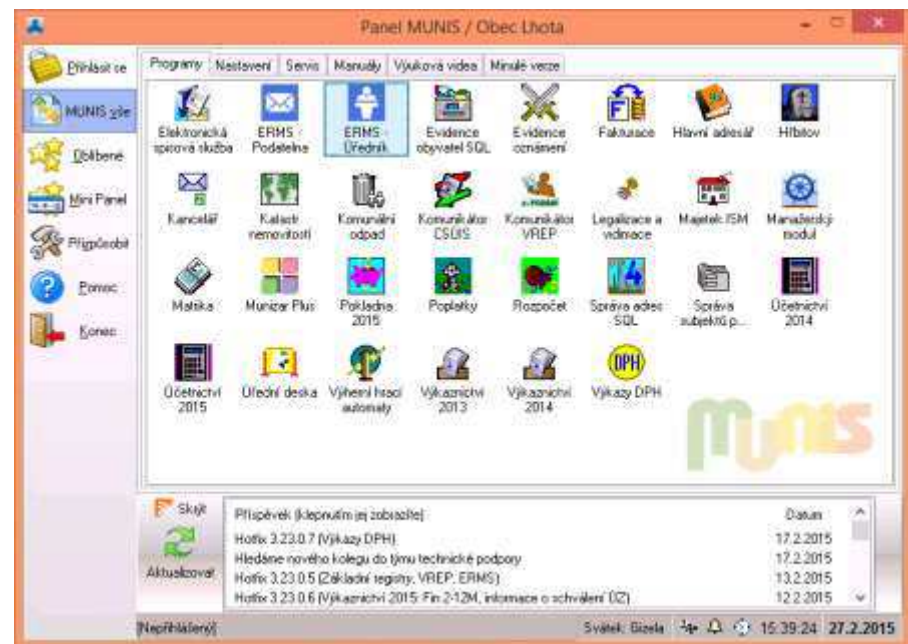 Panel MUNIS / Obec Lhota
Přihlásit se
MUNIS vše
Oblíbené
Mini Panel
Přizpůsobit
Pomoc
Konec
Programy Nastavení Servis Manuály Výuková videa Minulé verze
Elektronická spisová služba
ERMS - Podatelna
ERMS - Úředník
Evidence obyvatel SQL
Evidence oznámení
Fakturace
Hlavní adresář
Hřbitov
Kancelář
Katastr nemovitostí
Komunální odpad
Komunikátor CSÚIS
Komunikátor VREP
Legalizace a vidimace
Majetek ISM
Manažerský modul
Matrika
Munizar Plus
Pokladna 2015
Poplatky
Rozpočet
Správa adres SQL
Správa subjektů p...
Účetnictví 2014
Účetnictví 2015
Úřední deska
Výherní hrací automaty
Výkaznictví 2013
Výkaznictví 2014
DPH
Výkazy DPH
munis
Skrýt
Aktualizovat
Příspěvek (klepnutím jej zobrazíte) Datum
Hotfix 3.23.0.7 (Výkazy DPH) 17.2.2015
Hledáme nového kolegu do týmu technické podpory 17.2.2015
Hotfix 3.23.0.5 (Základní registry, VREP, ERMS) 13.2.2015
Hotfix 3.23.0.6 (Výkaznictví 2015: Fin 2-12M, informace o schválení ÚZ) 12.2.2015
[Nepřihlášený]
Svátek: Gizela 15:39:24 27.2.2015